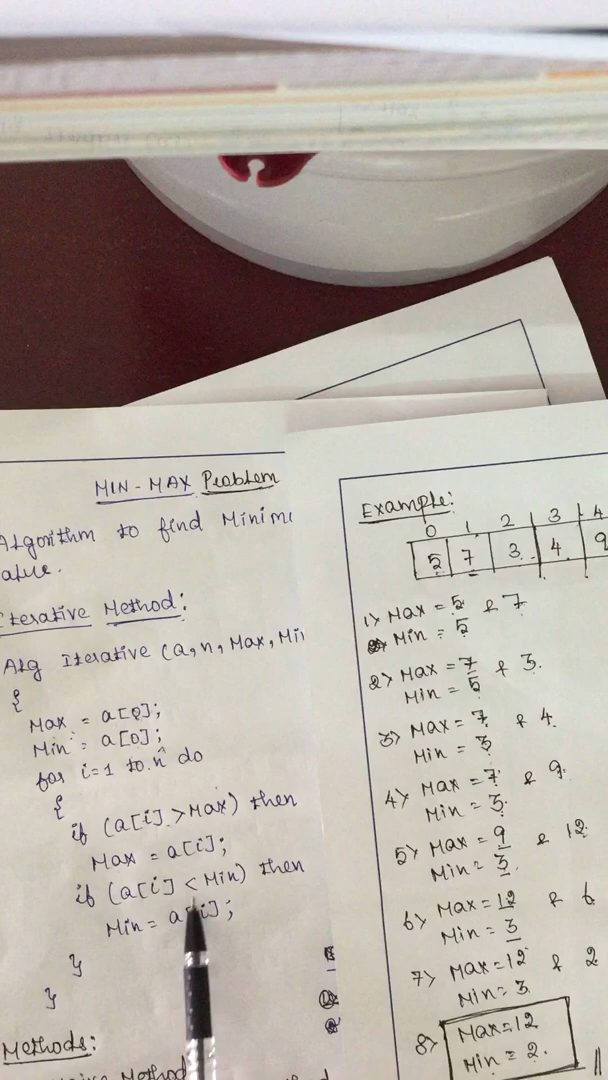 MIN-MAX Problem
Algorithm to find Minimu
alue.
Iterative Method:
Alg Iterative (a, n, Max, Min
{
Max = a[0];
Min = a[0];
for i=1 to n do
{
if (a[i] > Max) then
Max = a[i];
if (a[i] < Min) then
Min = a[i];
}
}
Methods:
Method
Example:
0 1 2 3 4
5 7 3 4 9
1> Max = 5 & 7
Min = 5
2> Max = 7 & 3.
Min = 5
3> Max = 7 & 4.
Min = 3
4> Max = 7 & 9.
Min = 3.
5> Max = 9 & 12
Min = 3.
6> Max = 12 & 6
Min = 3
7> Max = 12 & 2
Min = 3.
8> Max = 12
Min = 2.